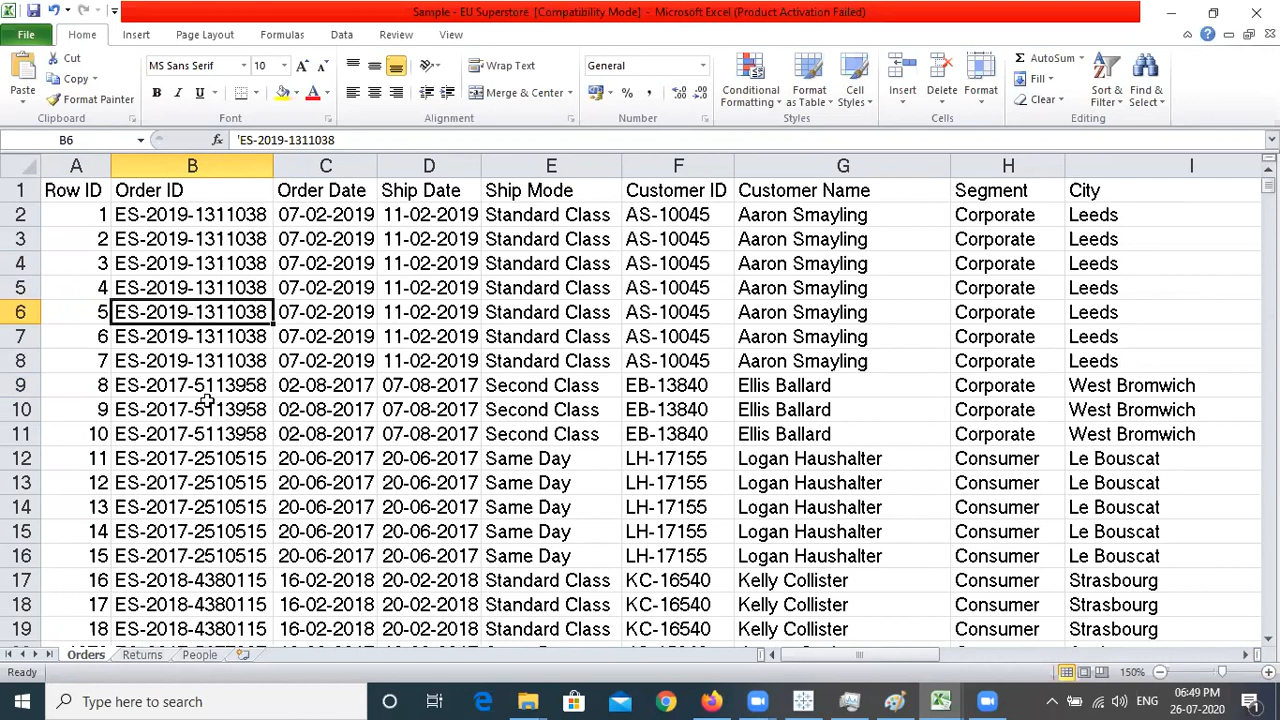 Sample - EU Superstore  [Compatibility Mode]  -  Microsoft Excel (Product Activation Failed)
File Home Insert Page Layout Formulas Data Review View
Paste Cut Copy Format Painter Clipboard
MS Sans Serif 10 A A B I U A Font
Wrap Text Merge & Center Alignment
General % , Number
Conditional Formatting Format as Table Cell Styles Styles
Insert Delete Format Cells
Σ AutoSum Fill Clear Sort & Filter Find & Select Editing
B6 fx 'ES-2019-1311038
A B C D E F G H I
1 Row ID Order ID Order Date Ship Date Ship Mode Customer ID Customer Name Segment City
2 1 ES-2019-1311038 07-02-2019 11-02-2019 Standard Class AS-10045 Aaron Smayling Corporate Leeds
3 2 ES-2019-1311038 07-02-2019 11-02-2019 Standard Class AS-10045 Aaron Smayling Corporate Leeds
4 3 ES-2019-1311038 07-02-2019 11-02-2019 Standard Class AS-10045 Aaron Smayling Corporate Leeds
5 4 ES-2019-1311038 07-02-2019 11-02-2019 Standard Class AS-10045 Aaron Smayling Corporate Leeds
6 5 ES-2019-1311038 07-02-2019 11-02-2019 Standard Class AS-10045 Aaron Smayling Corporate Leeds
7 6 ES-2019-1311038 07-02-2019 11-02-2019 Standard Class AS-10045 Aaron Smayling Corporate Leeds
8 7 ES-2019-1311038 07-02-2019 11-02-2019 Standard Class AS-10045 Aaron Smayling Corporate Leeds
9 8 ES-2017-5113958 02-08-2017 07-08-2017 Second Class EB-13840 Ellis Ballard Corporate West Bromwich
10 9 ES-2017-5113958 02-08-2017 07-08-2017 Second Class EB-13840 Ellis Ballard Corporate West Bromwich
11 10 ES-2017-5113958 02-08-2017 07-08-2017 Second Class EB-13840 Ellis Ballard Corporate West Bromwich
12 11 ES-2017-2510515 20-06-2017 20-06-2017 Same Day LH-17155 Logan Haushalter Consumer Le Bouscat
13 12 ES-2017-2510515 20-06-2017 20-06-2017 Same Day LH-17155 Logan Haushalter Consumer Le Bouscat
14 13 ES-2017-2510515 20-06-2017 20-06-2017 Same Day LH-17155 Logan Haushalter Consumer Le Bouscat
15 14 ES-2017-2510515 20-06-2017 20-06-2017 Same Day LH-17155 Logan Haushalter Consumer Le Bouscat
16 15 ES-2017-2510515 20-06-2017 20-06-2017 Same Day LH-17155 Logan Haushalter Consumer Le Bouscat
17 16 ES-2018-4380115 16-02-2018 20-02-2018 Standard Class KC-16540 Kelly Collister Consumer Strasbourg
18 17 ES-2018-4380115 16-02-2018 20-02-2018 Standard Class KC-16540 Kelly Collister Consumer Strasbourg
19 18 ES-2018-4380115 16-02-2018 20-02-2018 Standard Class KC-16540 Kelly Collister Consumer Strasbourg
Orders Returns People
Ready 150%
Type here to search ENG 06:49 PM
26-07-2020